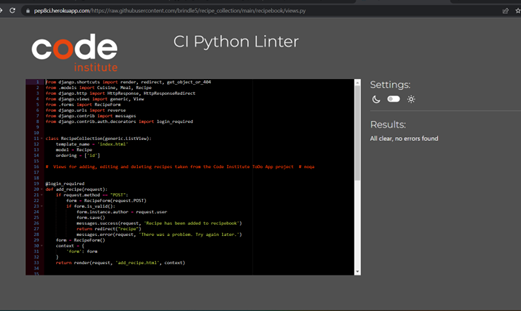 pep8ci.herokuapp.com/https://raw.githubusercontent.com/brindle5/recipe_collection/main/recipebook/views.py
code
institute
CI Python Linter
Settings:
Results:
All clear, no errors found
1 from django.shortcuts import render, redirect, get_object_or_404
2 from .models import Cuisine, Meal, Recipe
3 from django.http import HttpResponse, HttpResponseRedirect
4 from django.views import generic, View
5 from .forms import RecipeForm
6 from django.urls import reverse
7 from django.contrib import messages
8 from django.contrib.auth.decorators import login_required
9
10
11 class RecipeCollection(generic.ListView):
12 template_name = 'index.html'
13 model = Recipe
14 ordering = ['id']
15
16 # Views for adding, editing and deleting recipes taken from the Code Institute ToDo App project # noqa
17
18
19 @login_required
20 def add_recipe(request):
21 if request.method == "POST":
22 form = RecipeForm(request.POST)
23 if form.is_valid():
24 form.instance.author = request.user
25 form.save()
26 messages.success(request, 'Recipe has been added to recipebook')
27 return redirect("recipe")
28 messages.error(request, 'There was a problem. Try again later.')
29 form = RecipeForm()
30 context = {
31 'form': form
32 }
33 return render(request, 'add_recipe.html', context)
34